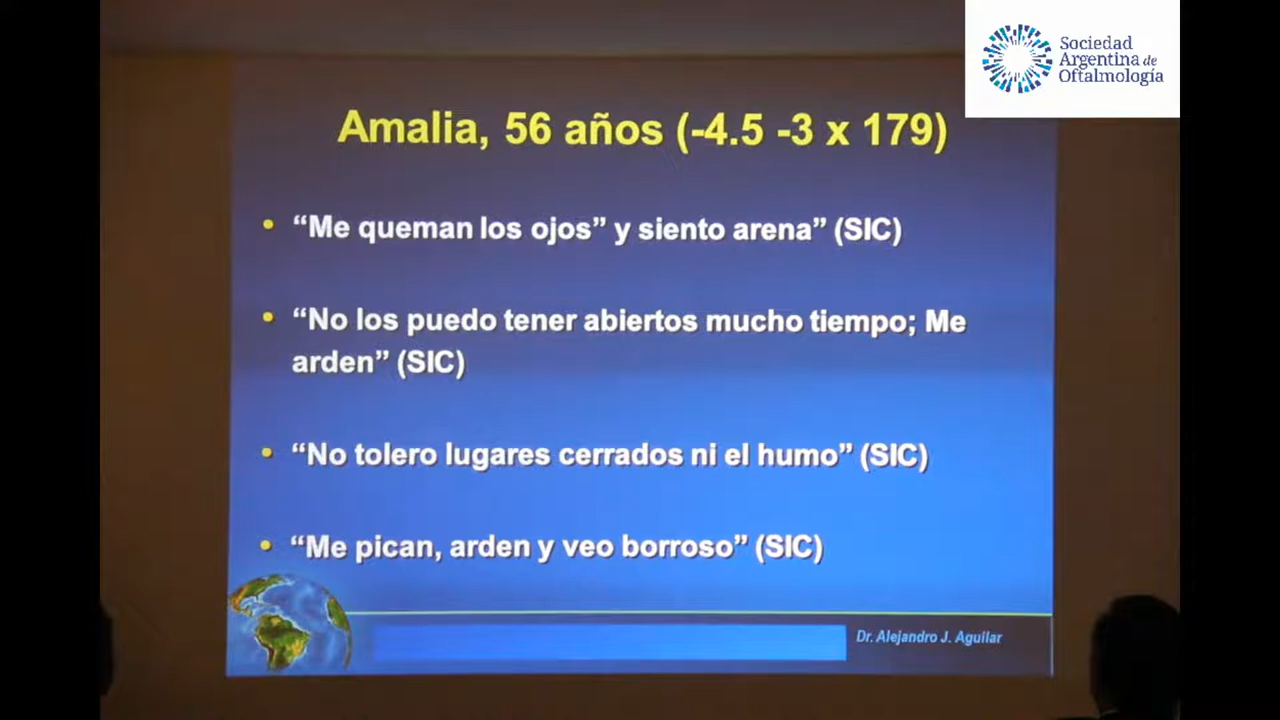 Sociedad
Argentina de
Oftalmología
Amalia, 56 años (-4.5 -3 x 179)
• “Me queman los ojos” y siento arena” (SIC)
• “No los puedo tener abiertos mucho tiempo; Me
arden” (SIC)
• “No tolero lugares cerrados ni el humo” (SIC)
• “Me pican, arden y veo borroso” (SIC)
Dr. Alejandro J. Aguilar